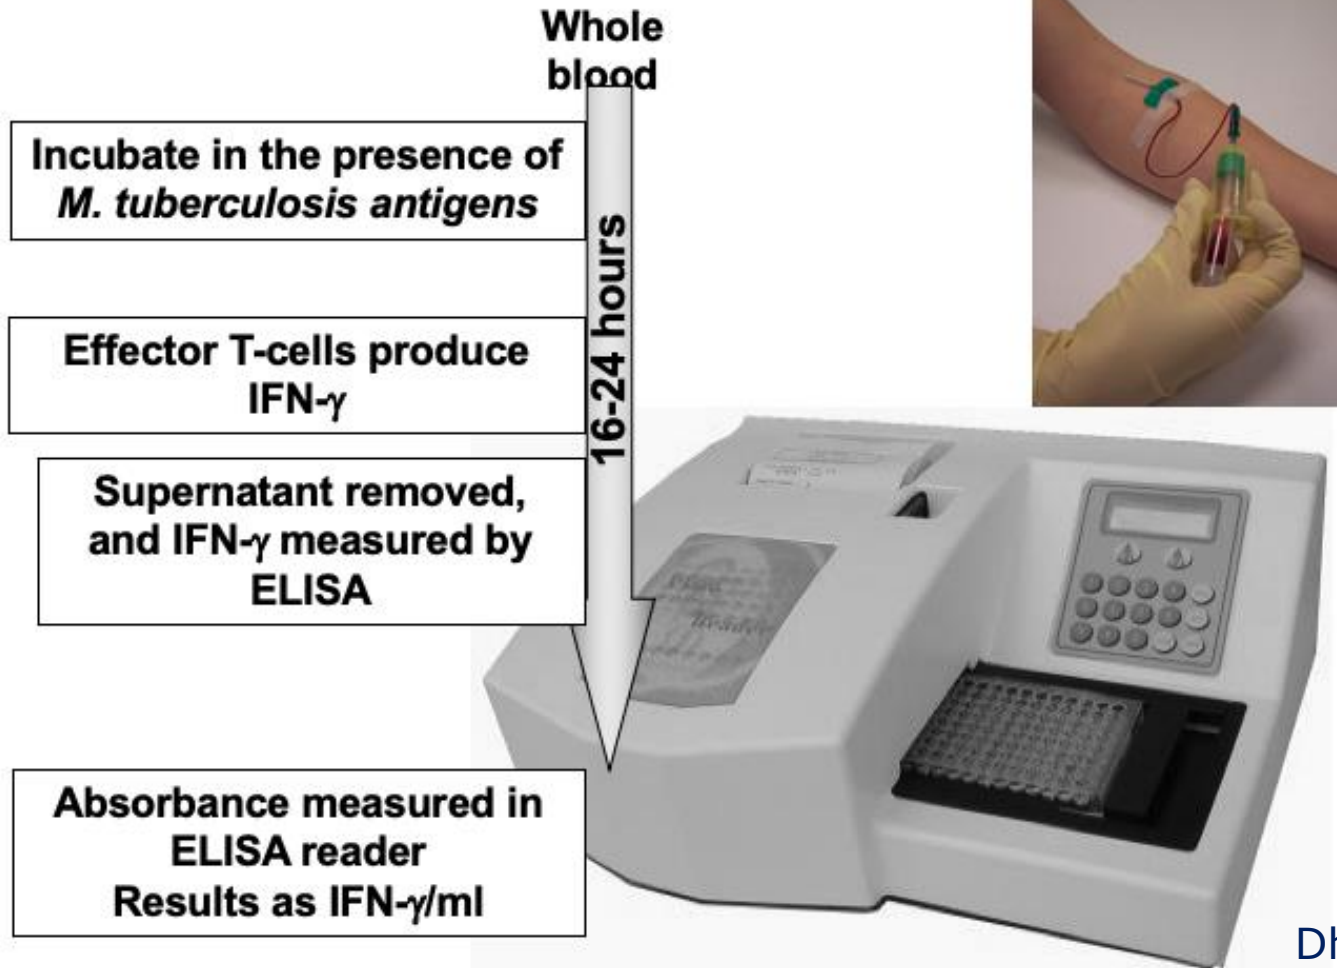 Whole
blood
Incubate in the presence of
M. tuberculosis antigens
16-24 hours
Effector T-cells produce
IFN-γ
Supernatant removed,
and IFN-γ measured by
ELISA
Absorbance measured in
ELISA reader
Results as IFN-γ/ml